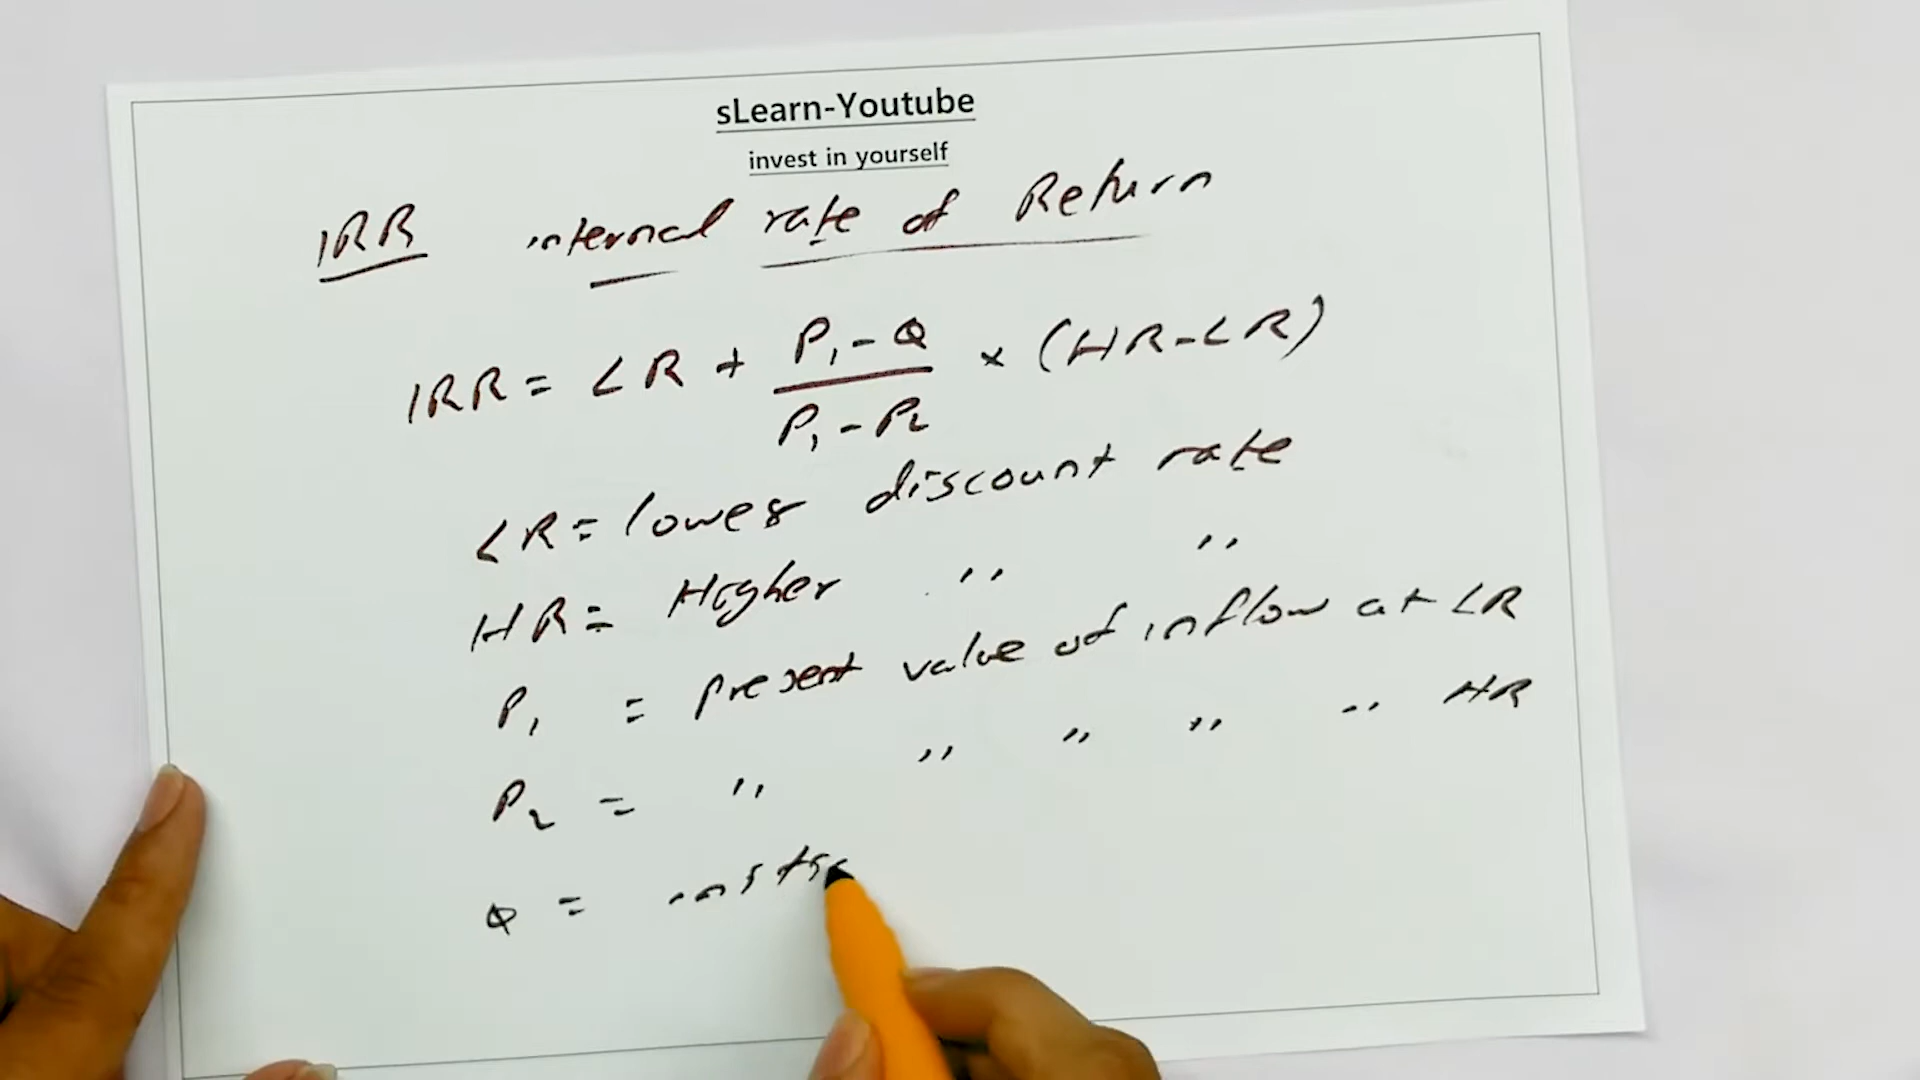 sLearn-Youtube
invest in yourself
IRR internal rate of Return
IRR = LR + (P₁ - Q) / (P₁ - P₂) × (HR - LR)
LR = lower discount rate
HR = Higher ,, ,,
P₁ = present value of inflow at LR
P₂ = ,, ,, ,, ,, ,, HR
Q =